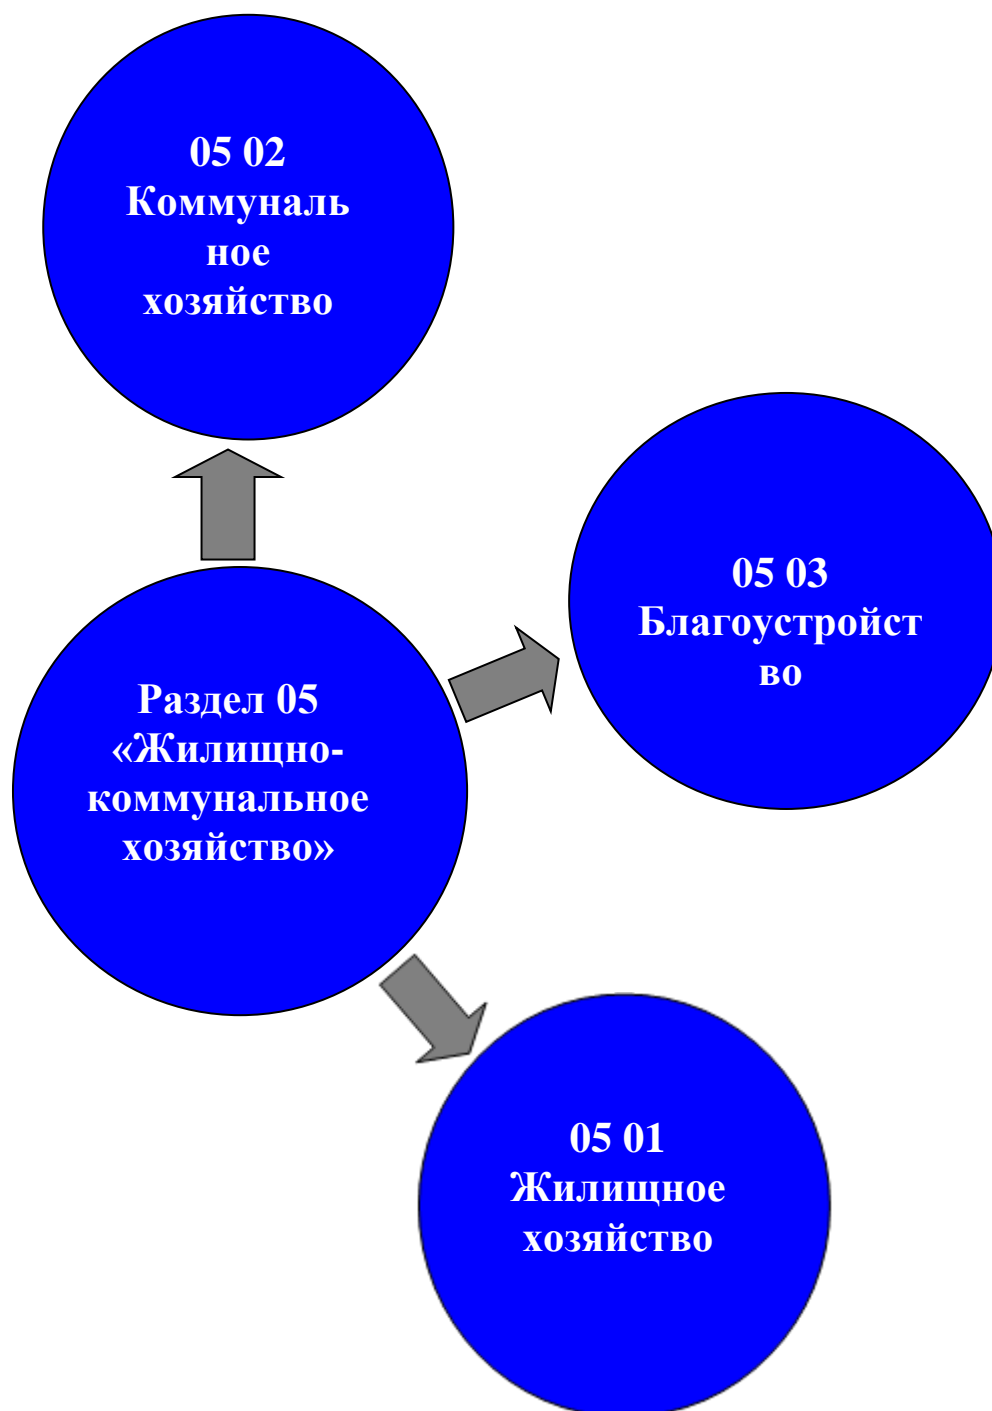 05 02
Коммуналь
ное
хозяйство
05 03
Благоустройст
во
Раздел 05
«Жилищно-
коммунальное
хозяйство»
05 01
Жилищное
хозяйство